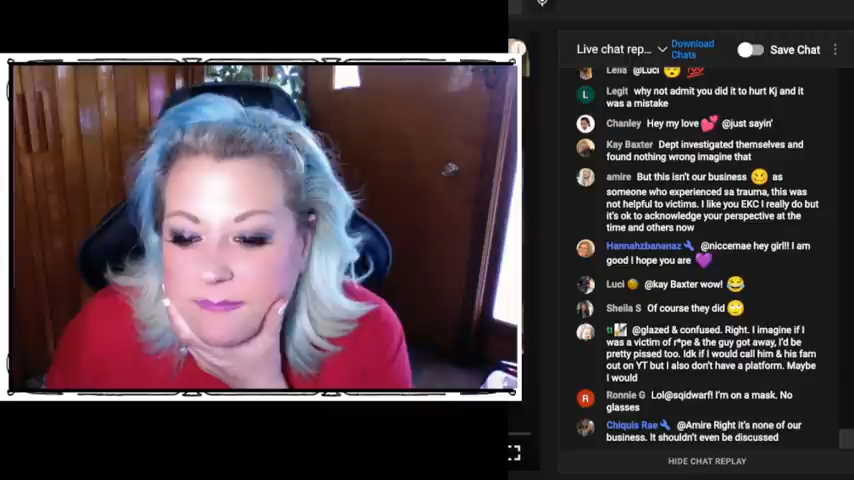 Live chat rep...
Download
Chats
Save Chat
Leila @Luci
Legit why not admit you did it to hurt Kj and it
was a mistake
Chanley Hey my love @just sayin'
Kay Baxter Dept investigated themselves and
found nothing wrong imagine that
amire But this isn't our business as
someone who experienced sa trauma, this was
not helpful to victims. I like you EKC I really do but
it's ok to acknowledge your perspective at the
time and others now
Hannahzbananaz @niccemae hey girl!!! I am
good I hope you are
Luci @kay Baxter wow!
Sheila S Of course they did
tt @glazed & confused. Right. I imagine if I
was a victim of r*pe & the guy got away, I'd be
pretty pissed too. Idk if I would call him & his fam
out on YT but I also don't have a platform. Maybe
I would
R Ronnie G Lol@sqidwarf! I'm on a mask. No
glasses
Chiquis Rae @Amire Right it's none of our
business. It shouldn't even be discussed
HIDE CHAT REPLAY